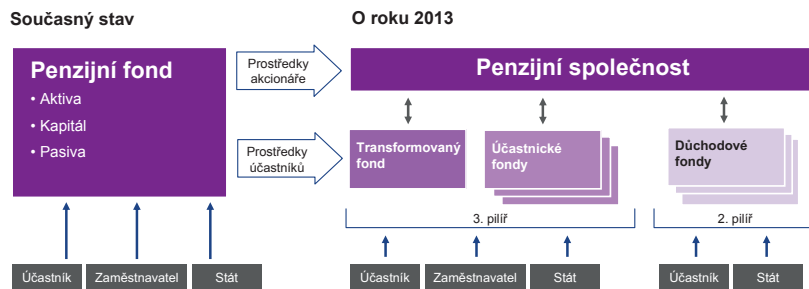 Současný stav
Penzijní fond
• Aktiva
• Kapitál
• Pasiva
Účastník
Zaměstnavatel
Stát
Prostředky
akcionáře
Prostředky
účastníků
O roku 2013
Penzijní společnost
Transformovaný
fond
Účastnické
fondy
Důchodové
fondy
3. pilíř
2. pilíř
Účastník
Zaměstnavatel
Stát
Účastník
Stát